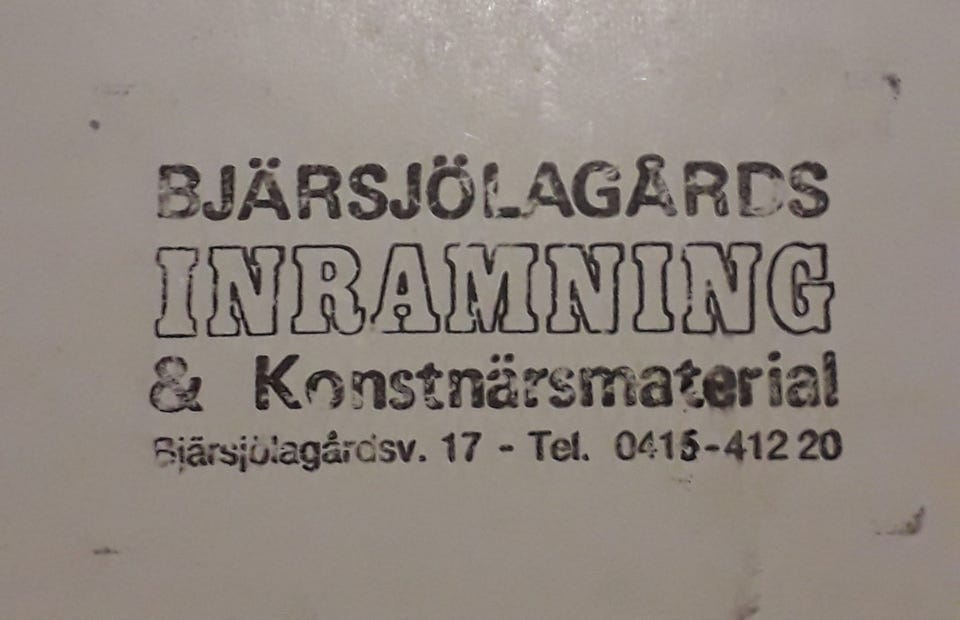 BJÄRSJÖLAGÅRDS
INRAMNING
& Konstnärsmaterial
Bjärsjölagårdsv. 17 - Tel. 0415-412 20